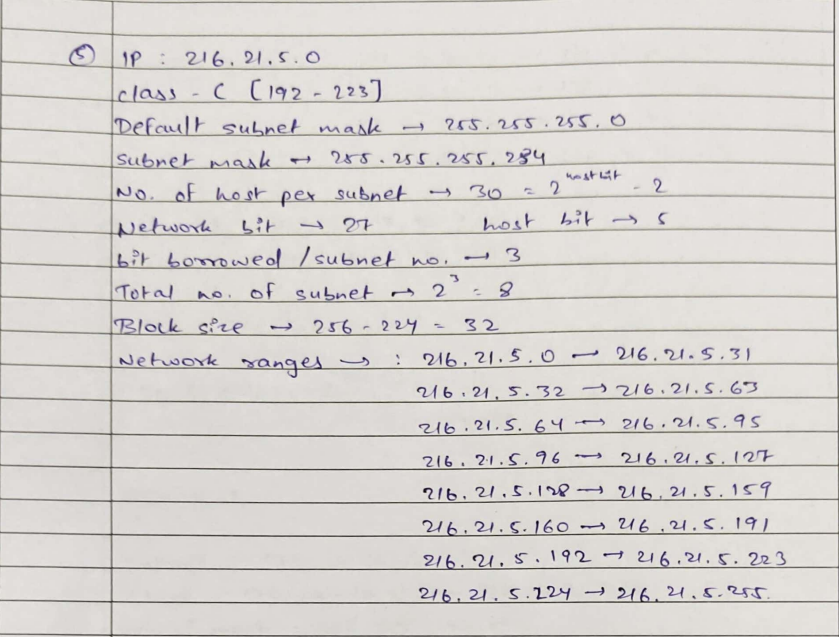 ⑤ IP : 216.21.5.0
class - C [192 - 223]
Default subnet mask → 255.255.255.0
Subnet mask → 255.255.255.224
No. of host per subnet → 30 = 2^host bit - 2
Network bit → 27 host bit → 5
bit borrowed / subnet no. → 3
Total no. of subnet → 2^3 = 8
Block size → 256 - 224 = 32
Network ranges → : 216.21.5.0 → 216.21.5.31
216.21.5.32 → 216.21.5.63
216.21.5.64 → 216.21.5.95
216.21.5.96 → 216.21.5.127
216.21.5.128 → 216.21.5.159
216.21.5.160 → 216.21.5.191
216.21.5.192 → 216.21.5.223
216.21.5.224 → 216.21.5.255.